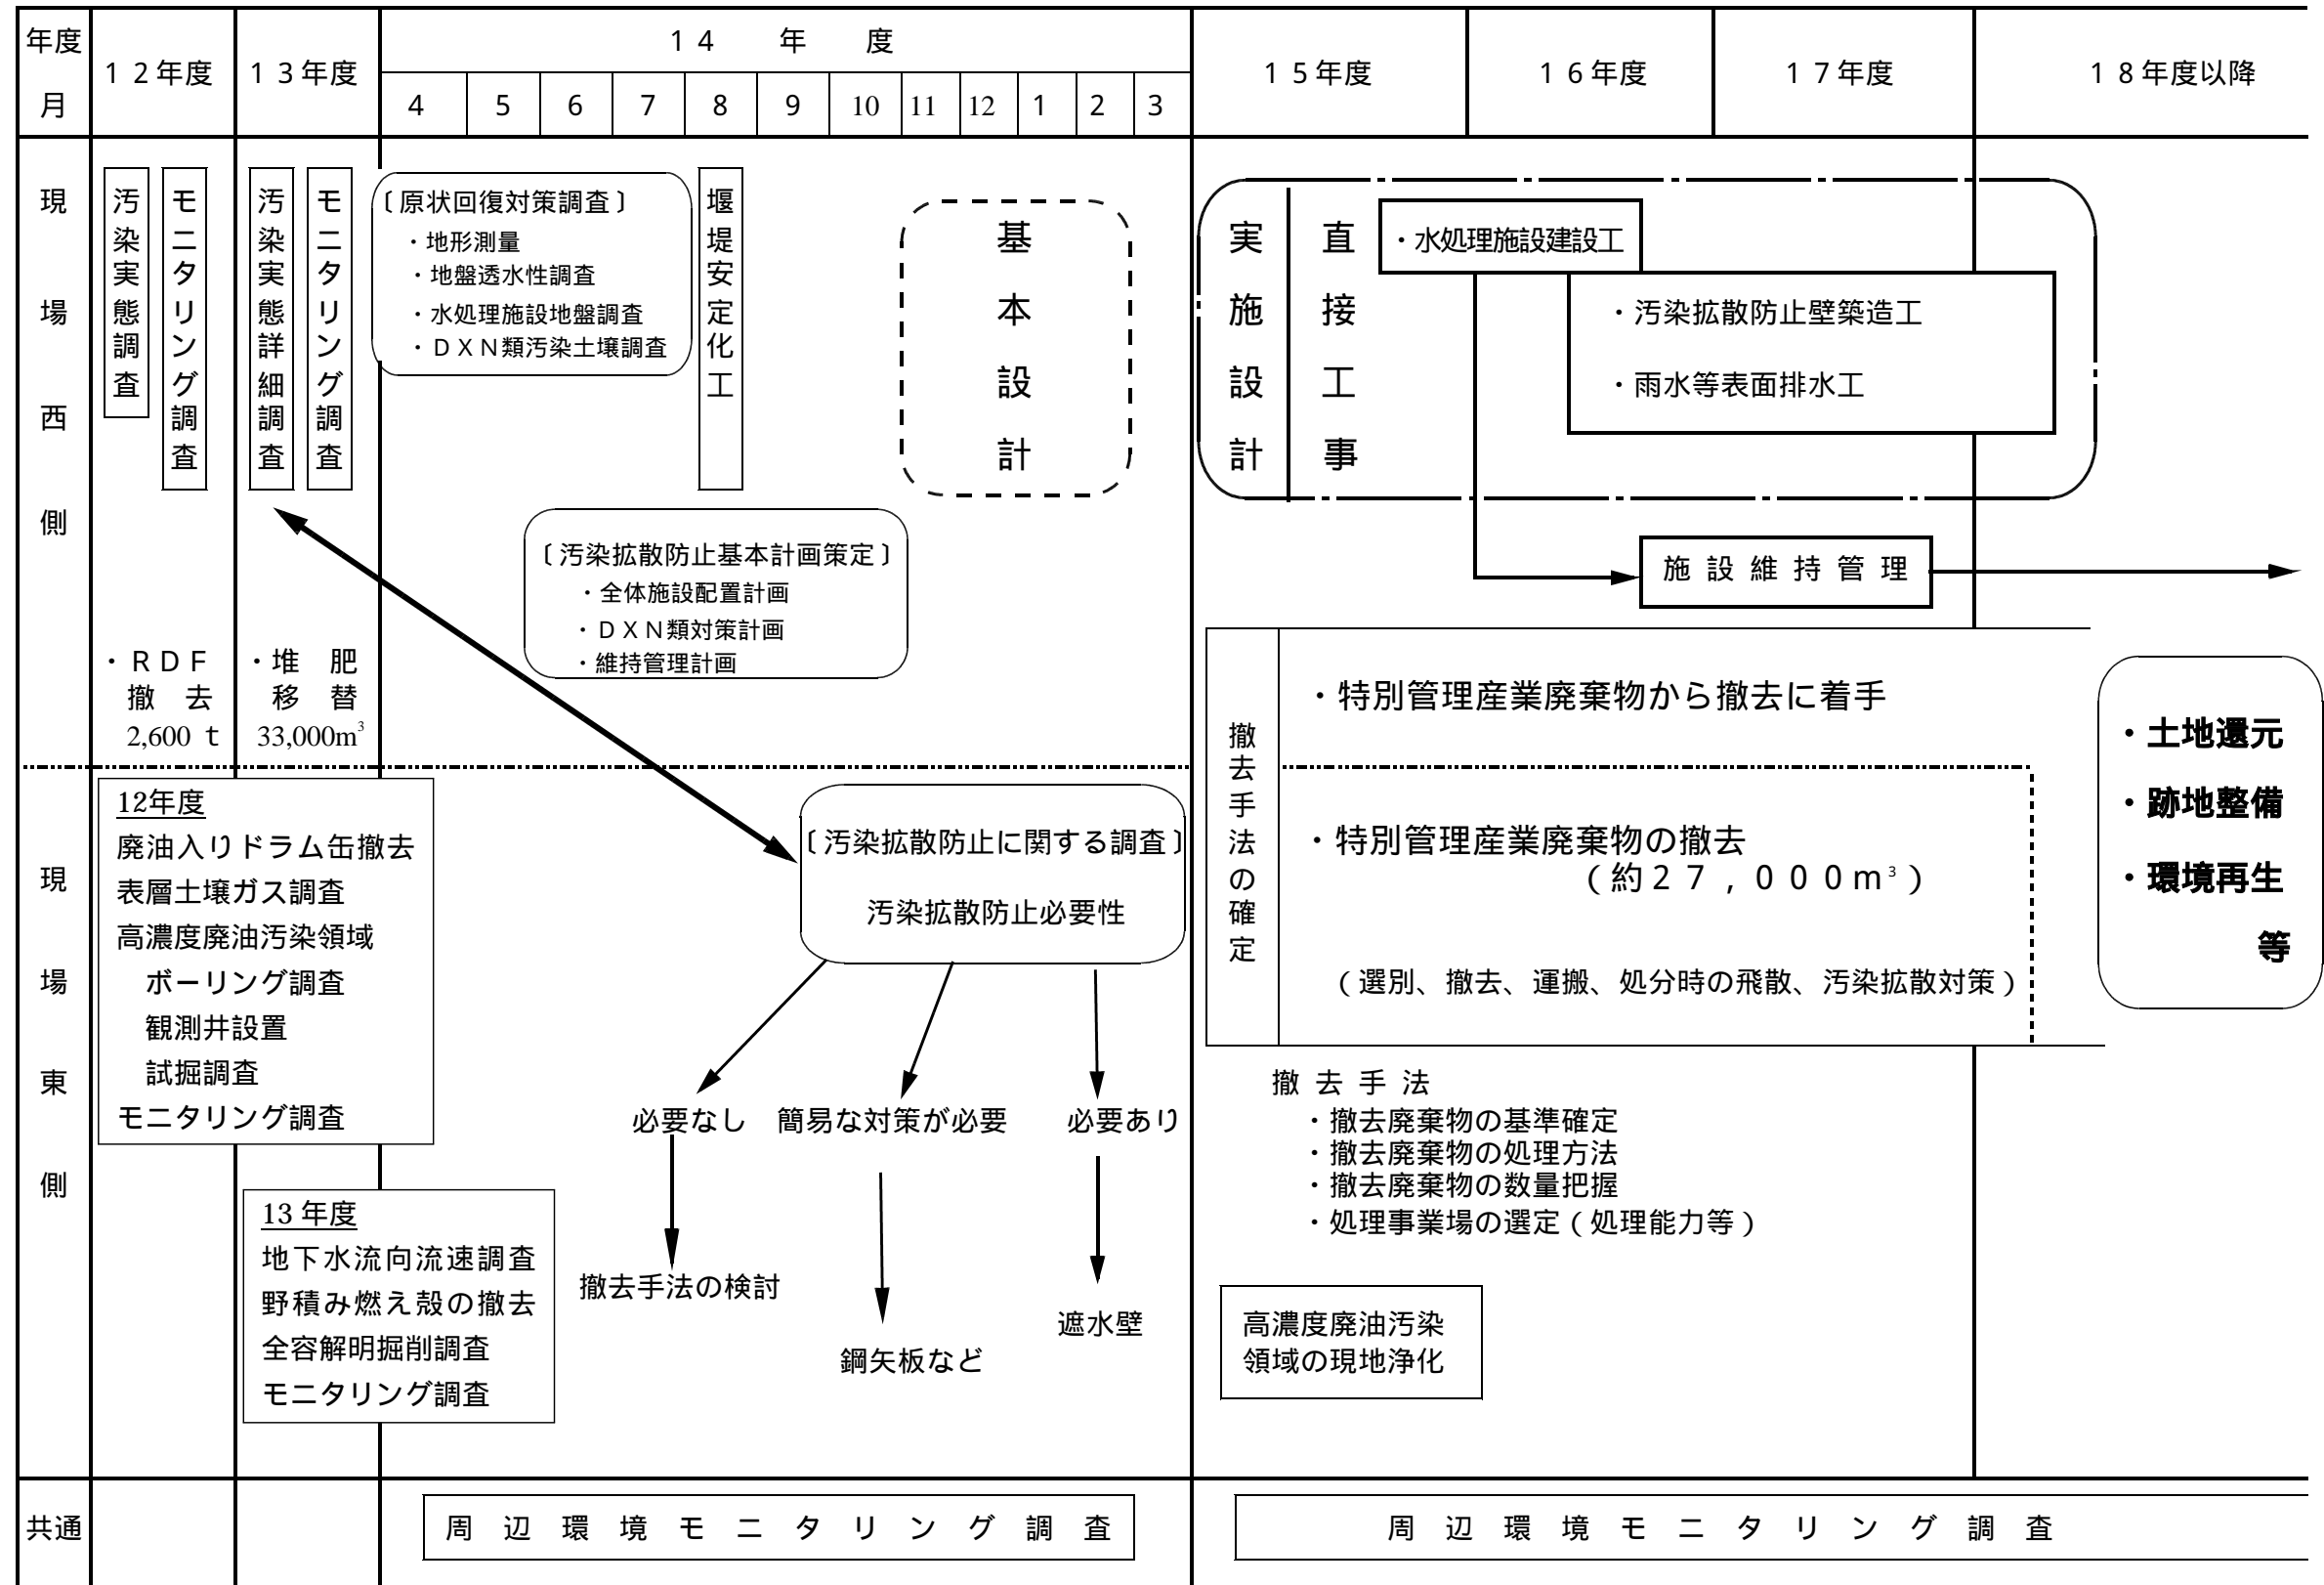 年度
月
１２年度
１３年度
１４　年　度
4 5 6 7 8 9 10 11 12 1 2 3
１５年度
１６年度
１７年度
１８年度以降
現場西側
汚染実態調査
モニタリング調査
汚染実態詳細調査
モニタリング調査
〔原状回復対策調査〕
・地形測量
・地盤透水性調査
・水処理施設地盤調査
・ＤＸＮ類汚染土壌調査
堰堤安定化工
基本設計
実施設計
直接工事
・水処理施設建設工
・汚染拡散防止壁築造工
・雨水等表面排水工
〔汚染拡散防止基本計画策定〕
・全体施設配置計画
・ＤＸＮ類対策計画
・維持管理計画
施設維持管理
・ＲＤＦ
撤　去
2,600 ｔ
・堆　肥
移　替
33,000m³
撤去手法の確定
・特別管理産業廃棄物から撤去に着手
・特別管理産業廃棄物の撤去
（約２７，０００ｍ³）
（選別、撤去、運搬、処分時の飛散、汚染拡散対策）
・土地還元
・跡地整備
・環境再生
等
現場東側
12年度
廃油入りドラム缶撤去
表層土壌ガス調査
高濃度廃油汚染領域
ボーリング調査
観測井設置
試掘調査
モニタリング調査
13 年度
地下水流向流速調査
野積み燃え殻の撤去
全容解明掘削調査
モニタリング調査
〔汚染拡散防止に関する調査〕
汚染拡散防止必要性
必要なし
簡易な対策が必要
必要あり
撤去手法の検討
鋼矢板など
遮水壁
撤去手法
・撤去廃棄物の基準確定
・撤去廃棄物の処理方法
・撤去廃棄物の数量把握
・処理事業場の選定（処理能力等）
高濃度廃油汚染
領域の現地浄化
共通
周辺環境モニタリング調査
周辺環境モニタリング調査